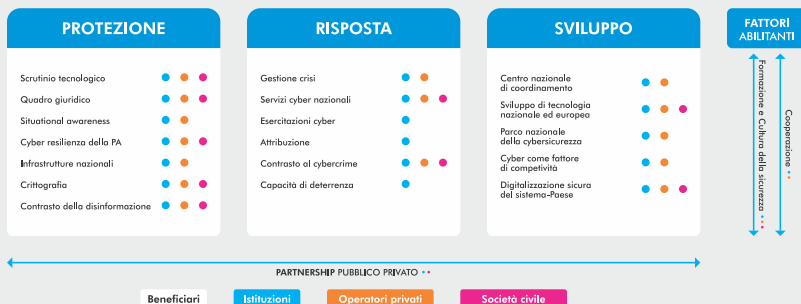 PROTEZIONE
Scrutinio tecnologico
Quadro giuridico
Situational awareness
Cyber resilienza della PA
Infrastrutture nazionali
Crittografia
Contrasto della disinformazione
RISPOSTA
Gestione crisi
Servizi cyber nazionali
Esercitazioni cyber
Attribuzione
Contrasto al cybercrime
Capacità di deterrenza
SVILUPPO
Centro nazionale
di coordinamento
Sviluppo di tecnologia
nazionale ed europea
Parco nazionale
della cybersicurezza
Cyber come fattore
di competività
Digitalizzazione sicura
del sistema-Paese
FATTORI
ABILITANTI
Formazione e Cultura della sicurezza
Cooperazione
PARTNERSHIP PUBBLICO PRIVATO
Beneficiari
Istituzioni
Operatori privati
Società civile